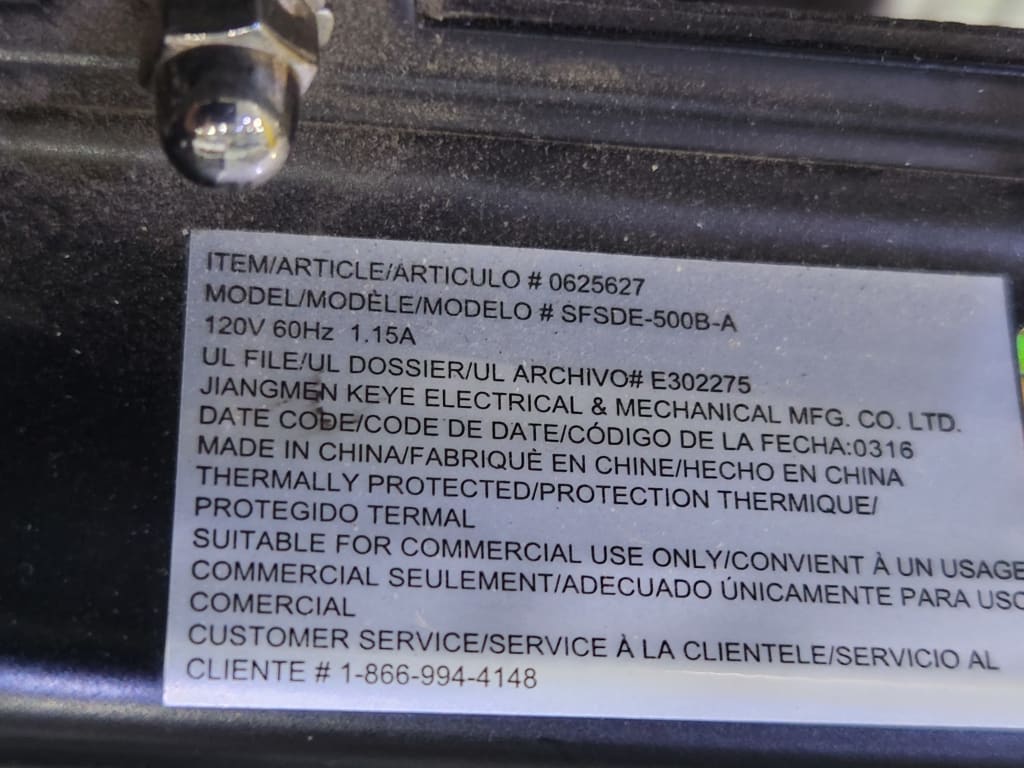 ITEM/ARTICLE/ARTICULO # 0625627
MODEL/MODÈLE/MODELO # SFSDE-500B-A
120V 60Hz 1.15A
UL FILE/UL DOSSIER/UL ARCHIVO# E302275
JIANGMEN KEYE ELECTRICAL & MECHANICAL MFG. CO. LTD.
DATE CODE/CODE DE DATE/CÓDIGO DE LA FECHA:0316
MADE IN CHINA/FABRIQUÈ EN CHINE/HECHO EN CHINA
THERMALLY PROTECTED/PROTECTION THERMIQUE/
PROTEGIDO TERMAL
SUITABLE FOR COMMERCIAL USE ONLY/CONVIENT À UN USAGE
COMMERCIAL SEULEMENT/ADECUADO ÚNICAMENTE PARA USO
COMERCIAL
CUSTOMER SERVICE/SERVICE À LA CLIENTELE/SERVICIO AL
CLIENTE # 1-866-994-4148